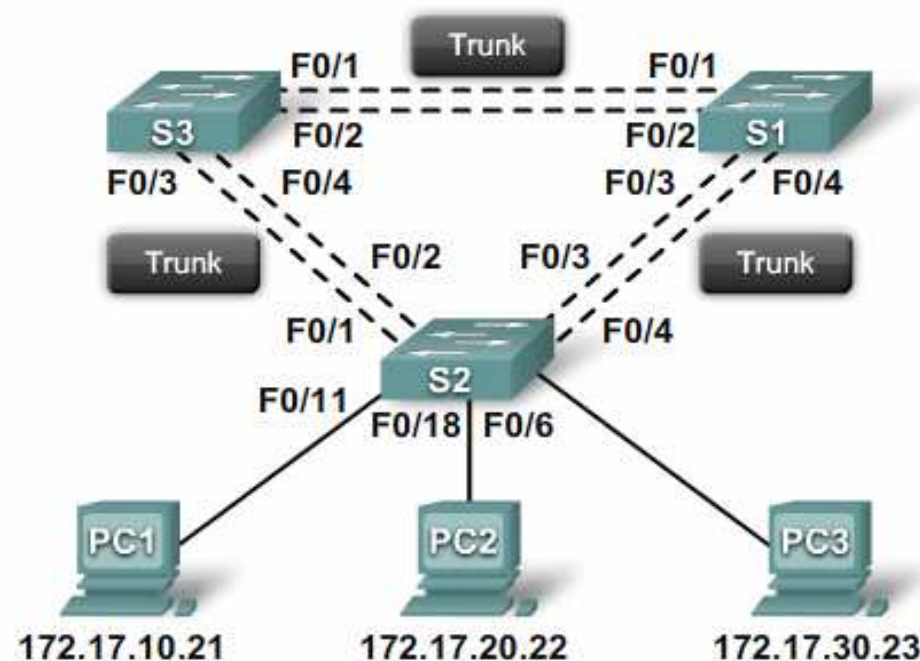 Trunk
F0/1 F0/1
S3 F0/2 F0/2 S1
F0/3 F0/4 F0/3 F0/4
Trunk F0/2 F0/3 Trunk
F0/1 F0/4
S2
F0/11 F0/18 F0/6
PC1 PC2 PC3
172.17.10.21 172.17.20.22 172.17.30.23